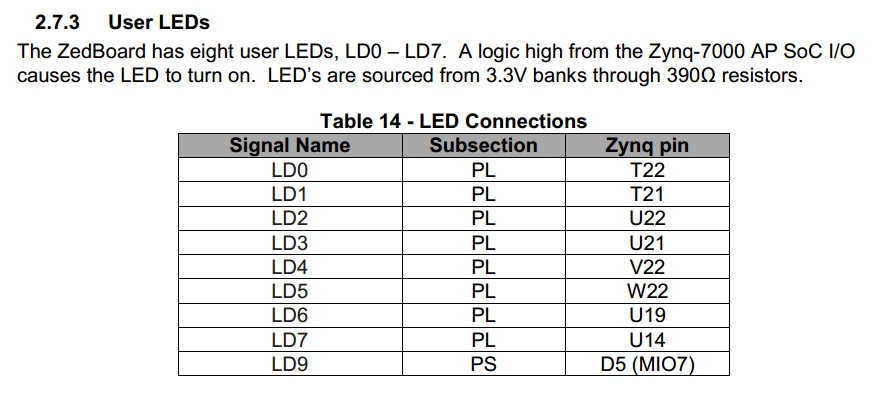 2.7.3 User LEDs
The ZedBoard has eight user LEDs, LD0 – LD7. A logic high from the Zynq-7000 AP SoC I/O
causes the LED to turn on. LED's are sourced from 3.3V banks through 390Ω resistors.
Table 14 - LED Connections
Signal Name Subsection Zynq pin
LD0 PL T22
LD1 PL T21
LD2 PL U22
LD3 PL U21
LD4 PL V22
LD5 PL W22
LD6 PL U19
LD7 PL U14
LD9 PS D5 (MIO7)